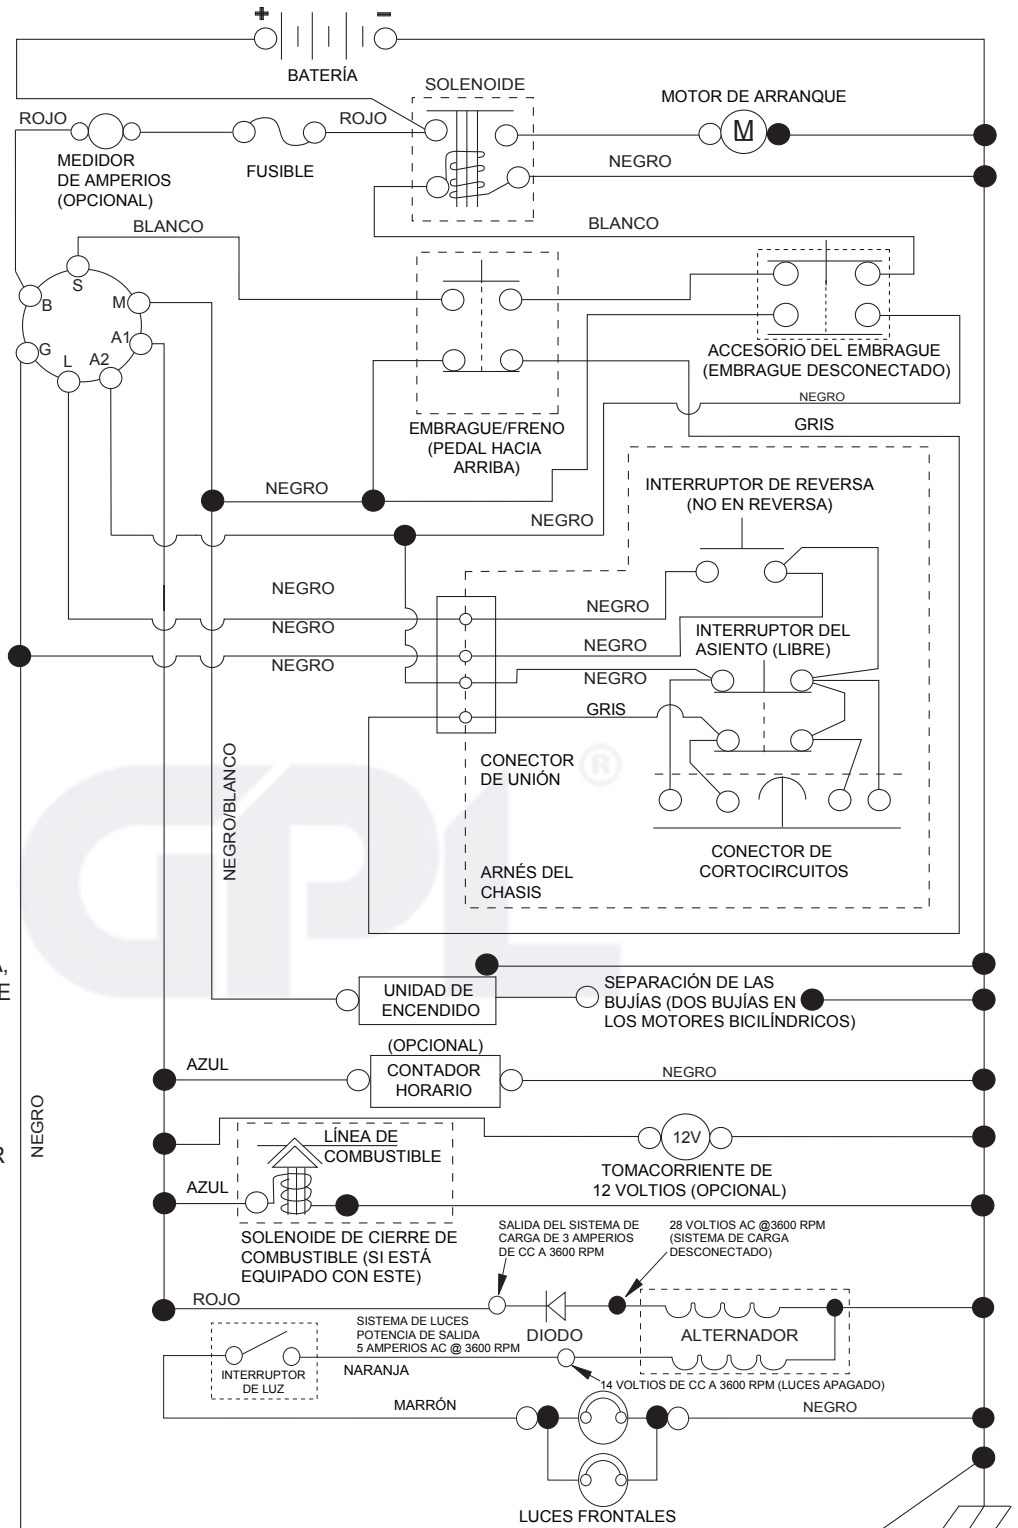 + –
BATERÍA
SOLENOIDE
MOTOR DE ARRANQUE
M
ROJO
ROJO
MEDIDOR
DE AMPERIOS
(OPCIONAL)
FUSIBLE
NEGRO
BLANCO
BLANCO
S
B
M
A1
G
L
A2
ACCESORIO DEL EMBRAGUE
(EMBRAGUE DESCONECTADO)
NEGRO
EMBRAGUE/FRENO
(PEDAL HACIA
ARRIBA)
GRIS
NEGRO
NEGRO
INTERRUPTOR DE REVERSA
(NO EN REVERSA)
NEGRO
NEGRO
NEGRO
NEGRO
NEGRO
NEGRO
INTERRUPTOR DEL
ASIENTO (LIBRE)
GRIS
CONECTOR
DE UNIÓN
CONECTOR DE
CORTOCIRCUITOS
ARNÉS DEL
CHASIS
NEGRO/BLANCO
GPL®
UNIDAD DE
ENCENDIDO
SEPARACIÓN DE LAS
BUJÍAS (DOS BUJÍAS EN
LOS MOTORES BICILÍNDRICOS)
(OPCIONAL)
CONTADOR
HORARIO
AZUL
NEGRO
NEGRO
12V
TOMACORRIENTE DE
12 VOLTIOS (OPCIONAL)
LÍNEA DE
COMBUSTIBLE
AZUL
SOLENOIDE DE CIERRE DE
COMBUSTIBLE (SI ESTÁ
EQUIPADO CON ESTE)
SALIDA DEL SISTEMA DE
CARGA DE 3 AMPERIOS
DE CC A 3600 RPM
28 VOLTIOS AC @3600 RPM
(SISTEMA DE CARGA
DESCONECTADO)
ROJO
DIODO
ALTERNADOR
SISTEMA DE LUCES
POTENCIA DE SALIDA
5 AMPERIOS AC @ 3600 RPM
INTERRUPTOR
DE LUZ
NARANJA
14 VOLTIOS DE CC A 3600 RPM (LUCES APAGADO)
MARRÓN
NEGRO
LUCES FRONTALES